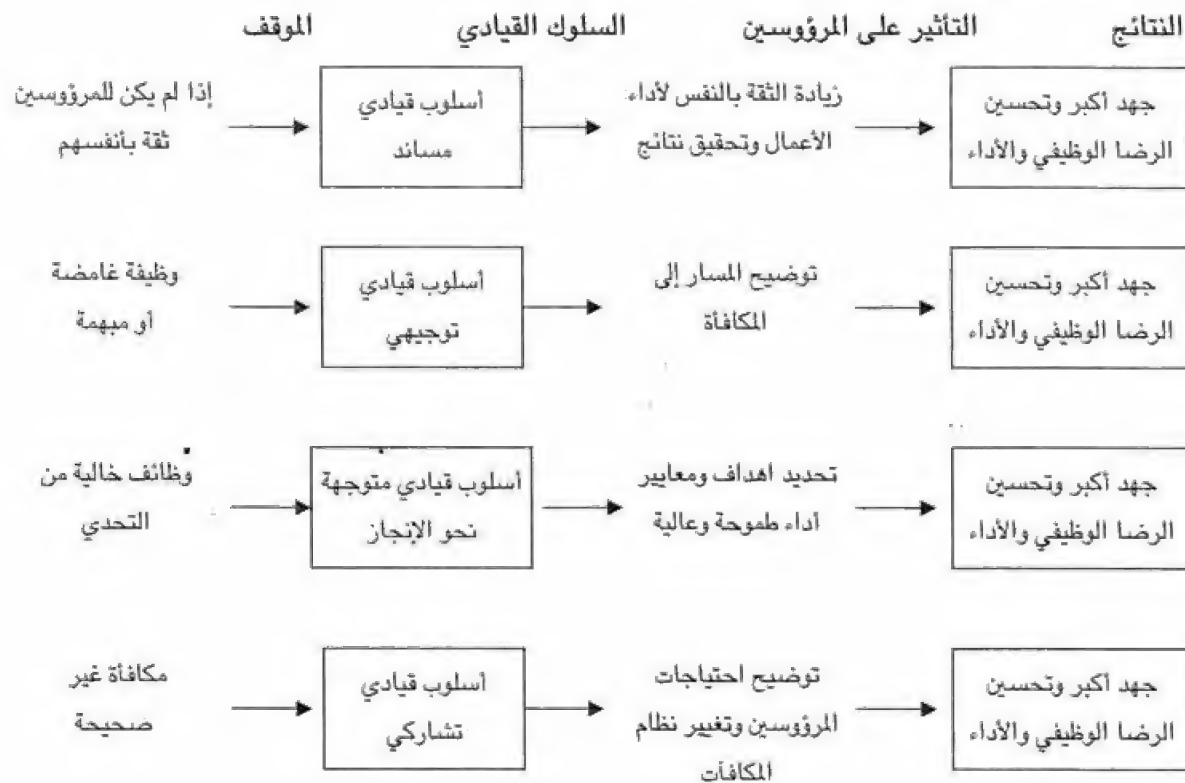 الموقف
السلوك القيادي
التأثير على المرؤوسين
النتائج
إذا لم يكن للمرؤوسين
ثقة بأنفسهم
أسلوب قيادي
مساند
زيادة الثقة بالنفس لأداء
الأعمال وتحقيق نتائج
جهد أكبر وتحسين
الرضا الوظيفي والأداء
وظيفة غامضة
أو مبهمة
أسلوب قيادي
توجيهي
توضيح المسار إلى
المكافأة
جهد أكبر وتحسين
الرضا الوظيفي والأداء
وظائف خالية من
التحدي
أسلوب قيادي متوجهة
نحو الإنجاز
تحديد اهداف ومعايير
أداء طموحة وعالية
جهد أكبر وتحسين
الرضا الوظيفي والأداء
مكافأة غير
صحيحة
أسلوب قيادي
تشاركي
توضيح احتياجات
المرؤوسين وتغيير نظام
المكافآت
جهد أكبر وتحسين
الرضا الوظيفي والأداء